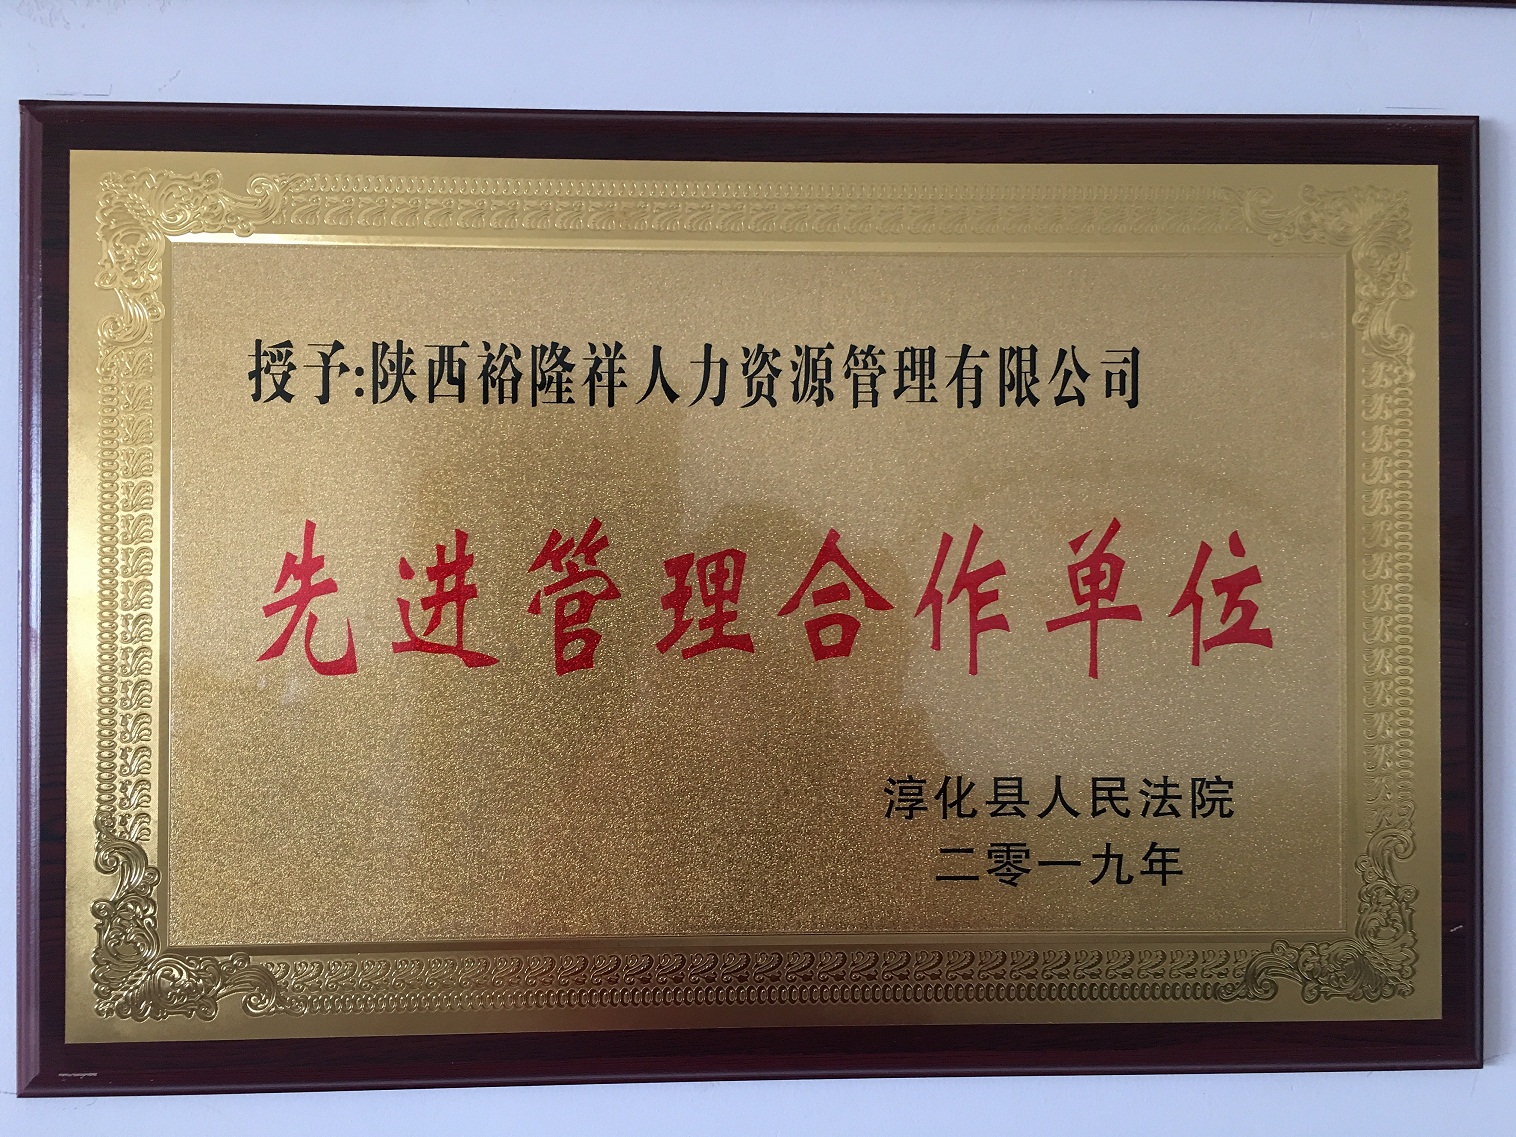 授予:陕西裕隆祥人力资源管理有限公司
先进管理合作单位
淳化县人民法院
二零一九年